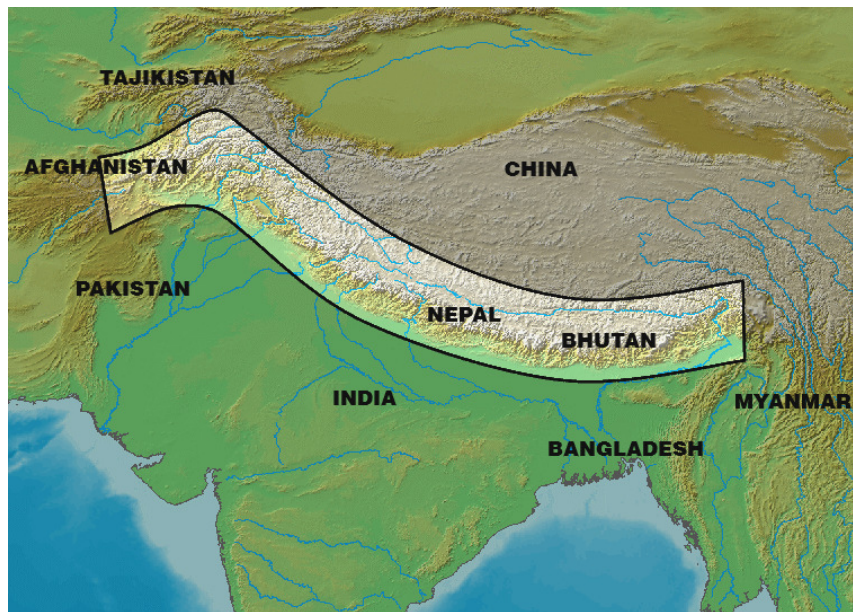 TAJIKISTAN
AFGHANISTAN
CHINA
PAKISTAN
NEPAL
BHUTAN
INDIA
MYANMAR
BANGLADESH